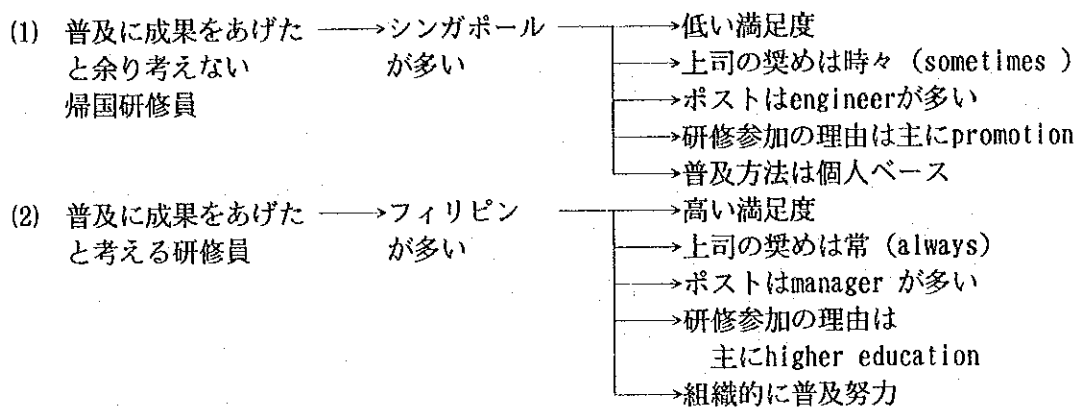 (1) 普及に成果をあげた → シンガポール → 低い満足度
と余り考えない が多い → 上司の奨めは時々 (sometimes )
帰国研修員 → ポストはengineerが多い
→ 研修参加の理由は主にpromotion
→ 普及方法は個人ベース
(2) 普及に成果をあげた → フィリピン → 高い満足度
と考える研修員 が多い → 上司の奨めは常 (always)
→ ポストはmanager が多い
→ 研修参加の理由は
主にhigher education
→ 組織的に普及努力